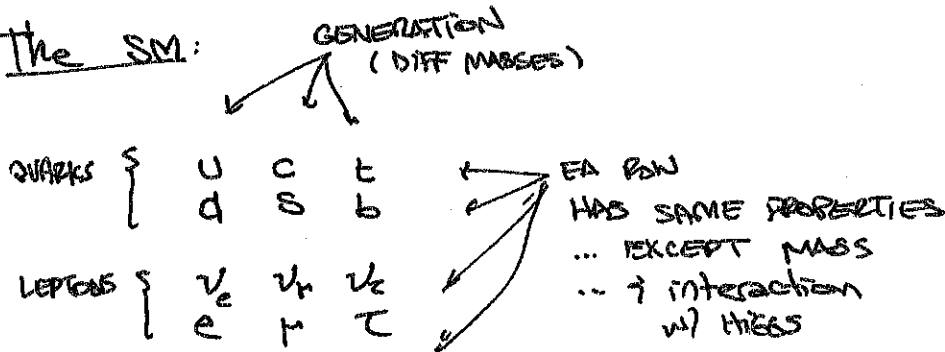 The SM:
GENERATION
(DIFF MASSES)
QUARKS { u c t
d s b
EA ROW
HAS SAME PROPERTIES
... EXCEPT MASS
... & interaction
w/ HIGGS
LEPTONS { νe νμ ντ
e μ τ